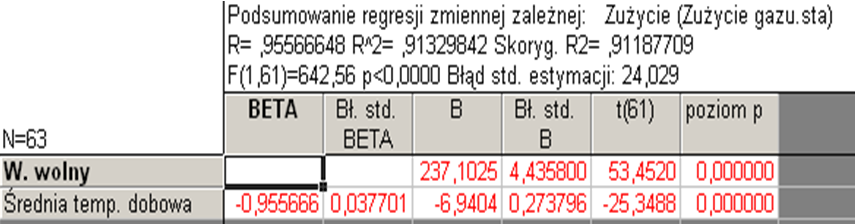 Podsumowanie regresji zmiennej zależnej: Zużycie (Zużycie gazu.sta)
R= ,95566648 R^2= ,91329842 Skoryg. R2= ,91187709
F(1,61)=642,56 p<0,0000 Błąd std. estymacji: 24,029
N=63 BETA Bł. std. BETA B Bł. std. B t(61) poziom p
W. wolny 237,1025 4,435800 53,4520 0,000000
Średnia temp. dobowa -0,955666 0,037701 -6,9404 0,273796 -25,3488 0,000000